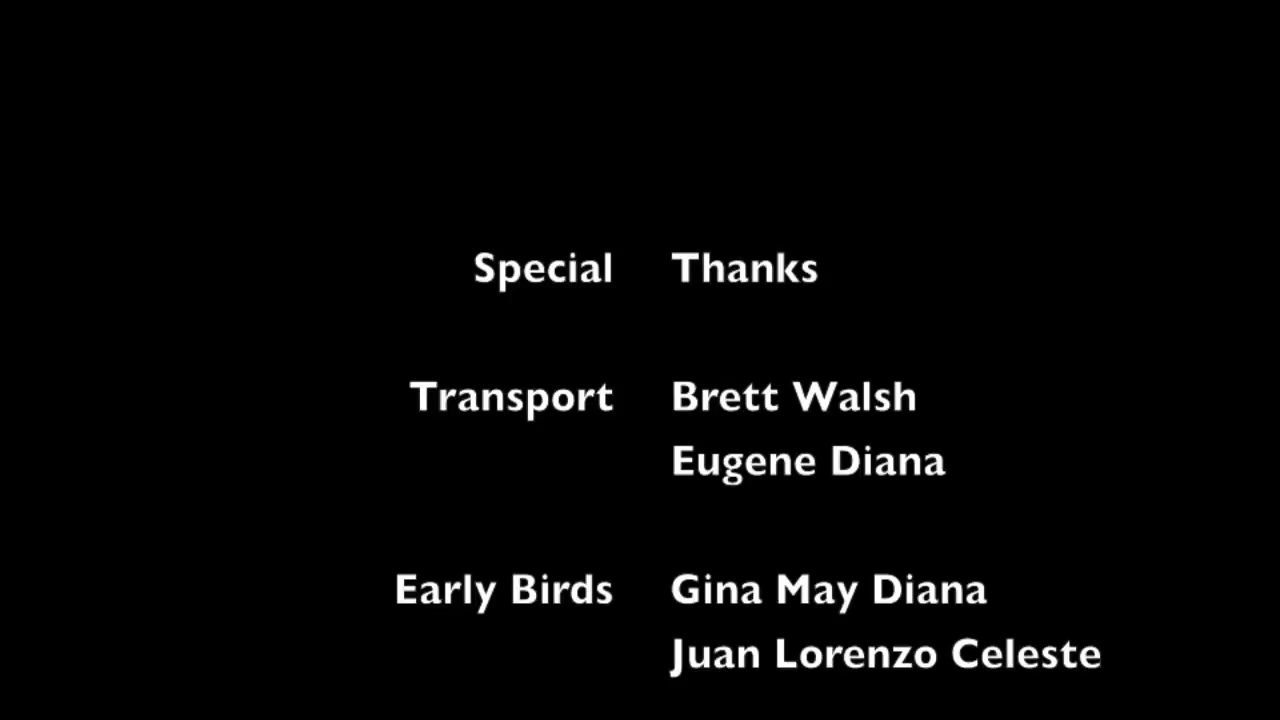 Special Thanks
Transport Brett Walsh
Eugene Diana
Early Birds Gina May Diana
Juan Lorenzo Celeste